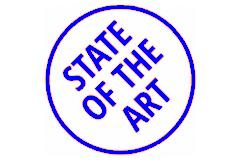 STATE
OF THE
ART